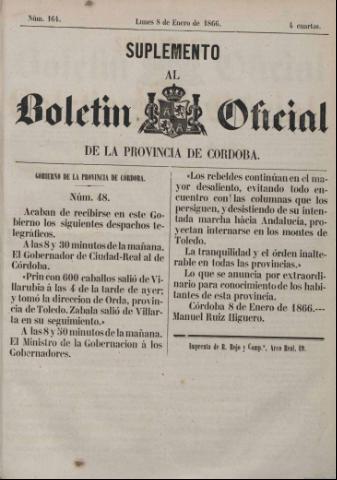 Núm. 164.
Lunes 8 de Enero de 1866.
4 cuartos.
SUPLEMENTO
AL
Boletin Oficial
DE LA PROVINCIA DE CORDOBA.
GOBIERNO DE LA PROVINCIA DE CÓRDOBA.
Núm. 48.
Acaban de recibirse en este Go-
bierno los siguientes despachos te-
legráficos.
A las 8 y 30 minutos de la mañana.
El Gobernador de Ciudad-Real al de
Córdoba.
«Prin con 600 caballos salió de Vi-
llarubia á las 4 de la tarde de ayer;
y tomó la direccion de Orda, provin-
cia de Toledo. Zabala salió de Villar-
ta en su seguimiento.»
A las 8 y 50 minutos de la mañana.
El Ministro de la Gobernacion á los
Gobernadores.
«Los rebeldes continúan en el ma-
yor desaliento, evitando todo en-
cuentro con las columnas que los
persiguen, y desistiendo de su inten-
tada marcha hácia Andalucía, pro-
yectan internarse en los montes de
Toledo.
La tranquilidad y el órden inalte-
rable en todas las provincias.»
Lo que se anuncia por extraordi-
nario para conocimiento de los habi-
tantes de esta provincia.
Córdoba 8 de Enero de 1866.---
Manuel Ruiz Higuero.
Imprenta de R. Rojo y Comp.ª, Arco Real, 19.